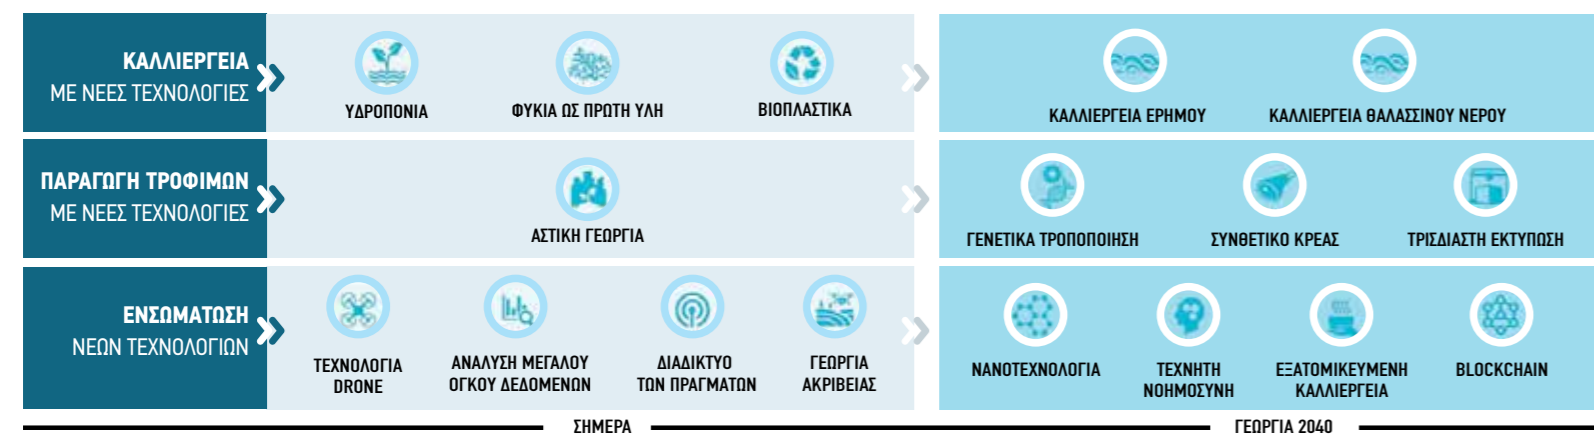 ΚΑΛΛΙΕΡΓΕΙΑ
ΜΕ ΝΕΕΣ ΤΕΧΝΟΛΟΓΙΕΣ
ΥΔΡΟΠΟΝΙΑ
ΦΥΚΙΑ ΩΣ ΠΡΩΤΗ ΥΛΗ
ΒΙΟΠΛΑΣΤΙΚΑ
ΚΑΛΛΙΕΡΓΕΙΑ ΕΡΗΜΟΥ
ΚΑΛΛΙΕΡΓΕΙΑ ΘΑΛΑΣΣΙΝΟΥ ΝΕΡΟΥ
ΠΑΡΑΓΩΓΗ ΤΡΟΦΙΜΩΝ
ΜΕ ΝΕΕΣ ΤΕΧΝΟΛΟΓΙΕΣ
ΑΣΤΙΚΗ ΓΕΩΡΓΙΑ
ΓΕΝΕΤΙΚΑ ΤΡΟΠΟΠΟΙΗΣΗ
ΣΥΝΘΕΤΙΚΟ ΚΡΕΑΣ
ΤΡΙΣΔΙΑΣΤΗ ΕΚΤΥΠΩΣΗ
ΕΝΣΩΜΑΤΩΣΗ
ΝΕΩΝ ΤΕΧΝΟΛΟΓΙΩΝ
ΤΕΧΝΟΛΟΓΙΑ
DRONE
ΑΝΑΛΥΣΗ ΜΕΓΑΛΟΥ
ΟΓΚΟΥ ΔΕΔΟΜΕΝΩΝ
ΔΙΑΔΙΚΤΥΟ
ΤΩΝ ΠΡΑΓΜΑΤΩΝ
ΓΕΩΡΓΙΑ
ΑΚΡΙΒΕΙΑΣ
ΝΑΝΟΤΕΧΝΟΛΟΓΙΑ
ΤΕΧΝΗΤΗ
ΝΟΗΜΟΣΥΝΗ
ΕΞΑΤΟΜΙΚΕΥΜΕΝΗ
ΚΑΛΛΙΕΡΓΕΙΑ
BLOCKCHAIN
ΣΗΜΕΡΑ
ΓΕΩΡΓΙΑ 2040